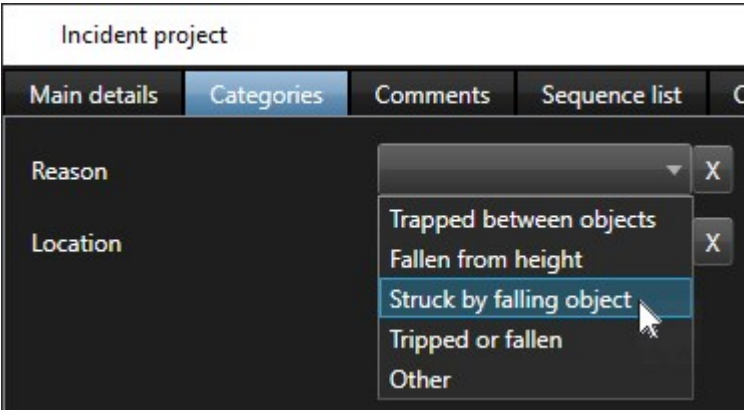 Incident project
Main details Categories Comments Sequence list
Reason X
Trapped between objects
Location X
Fallen from height
Struck by falling object
Tripped or fallen
Other